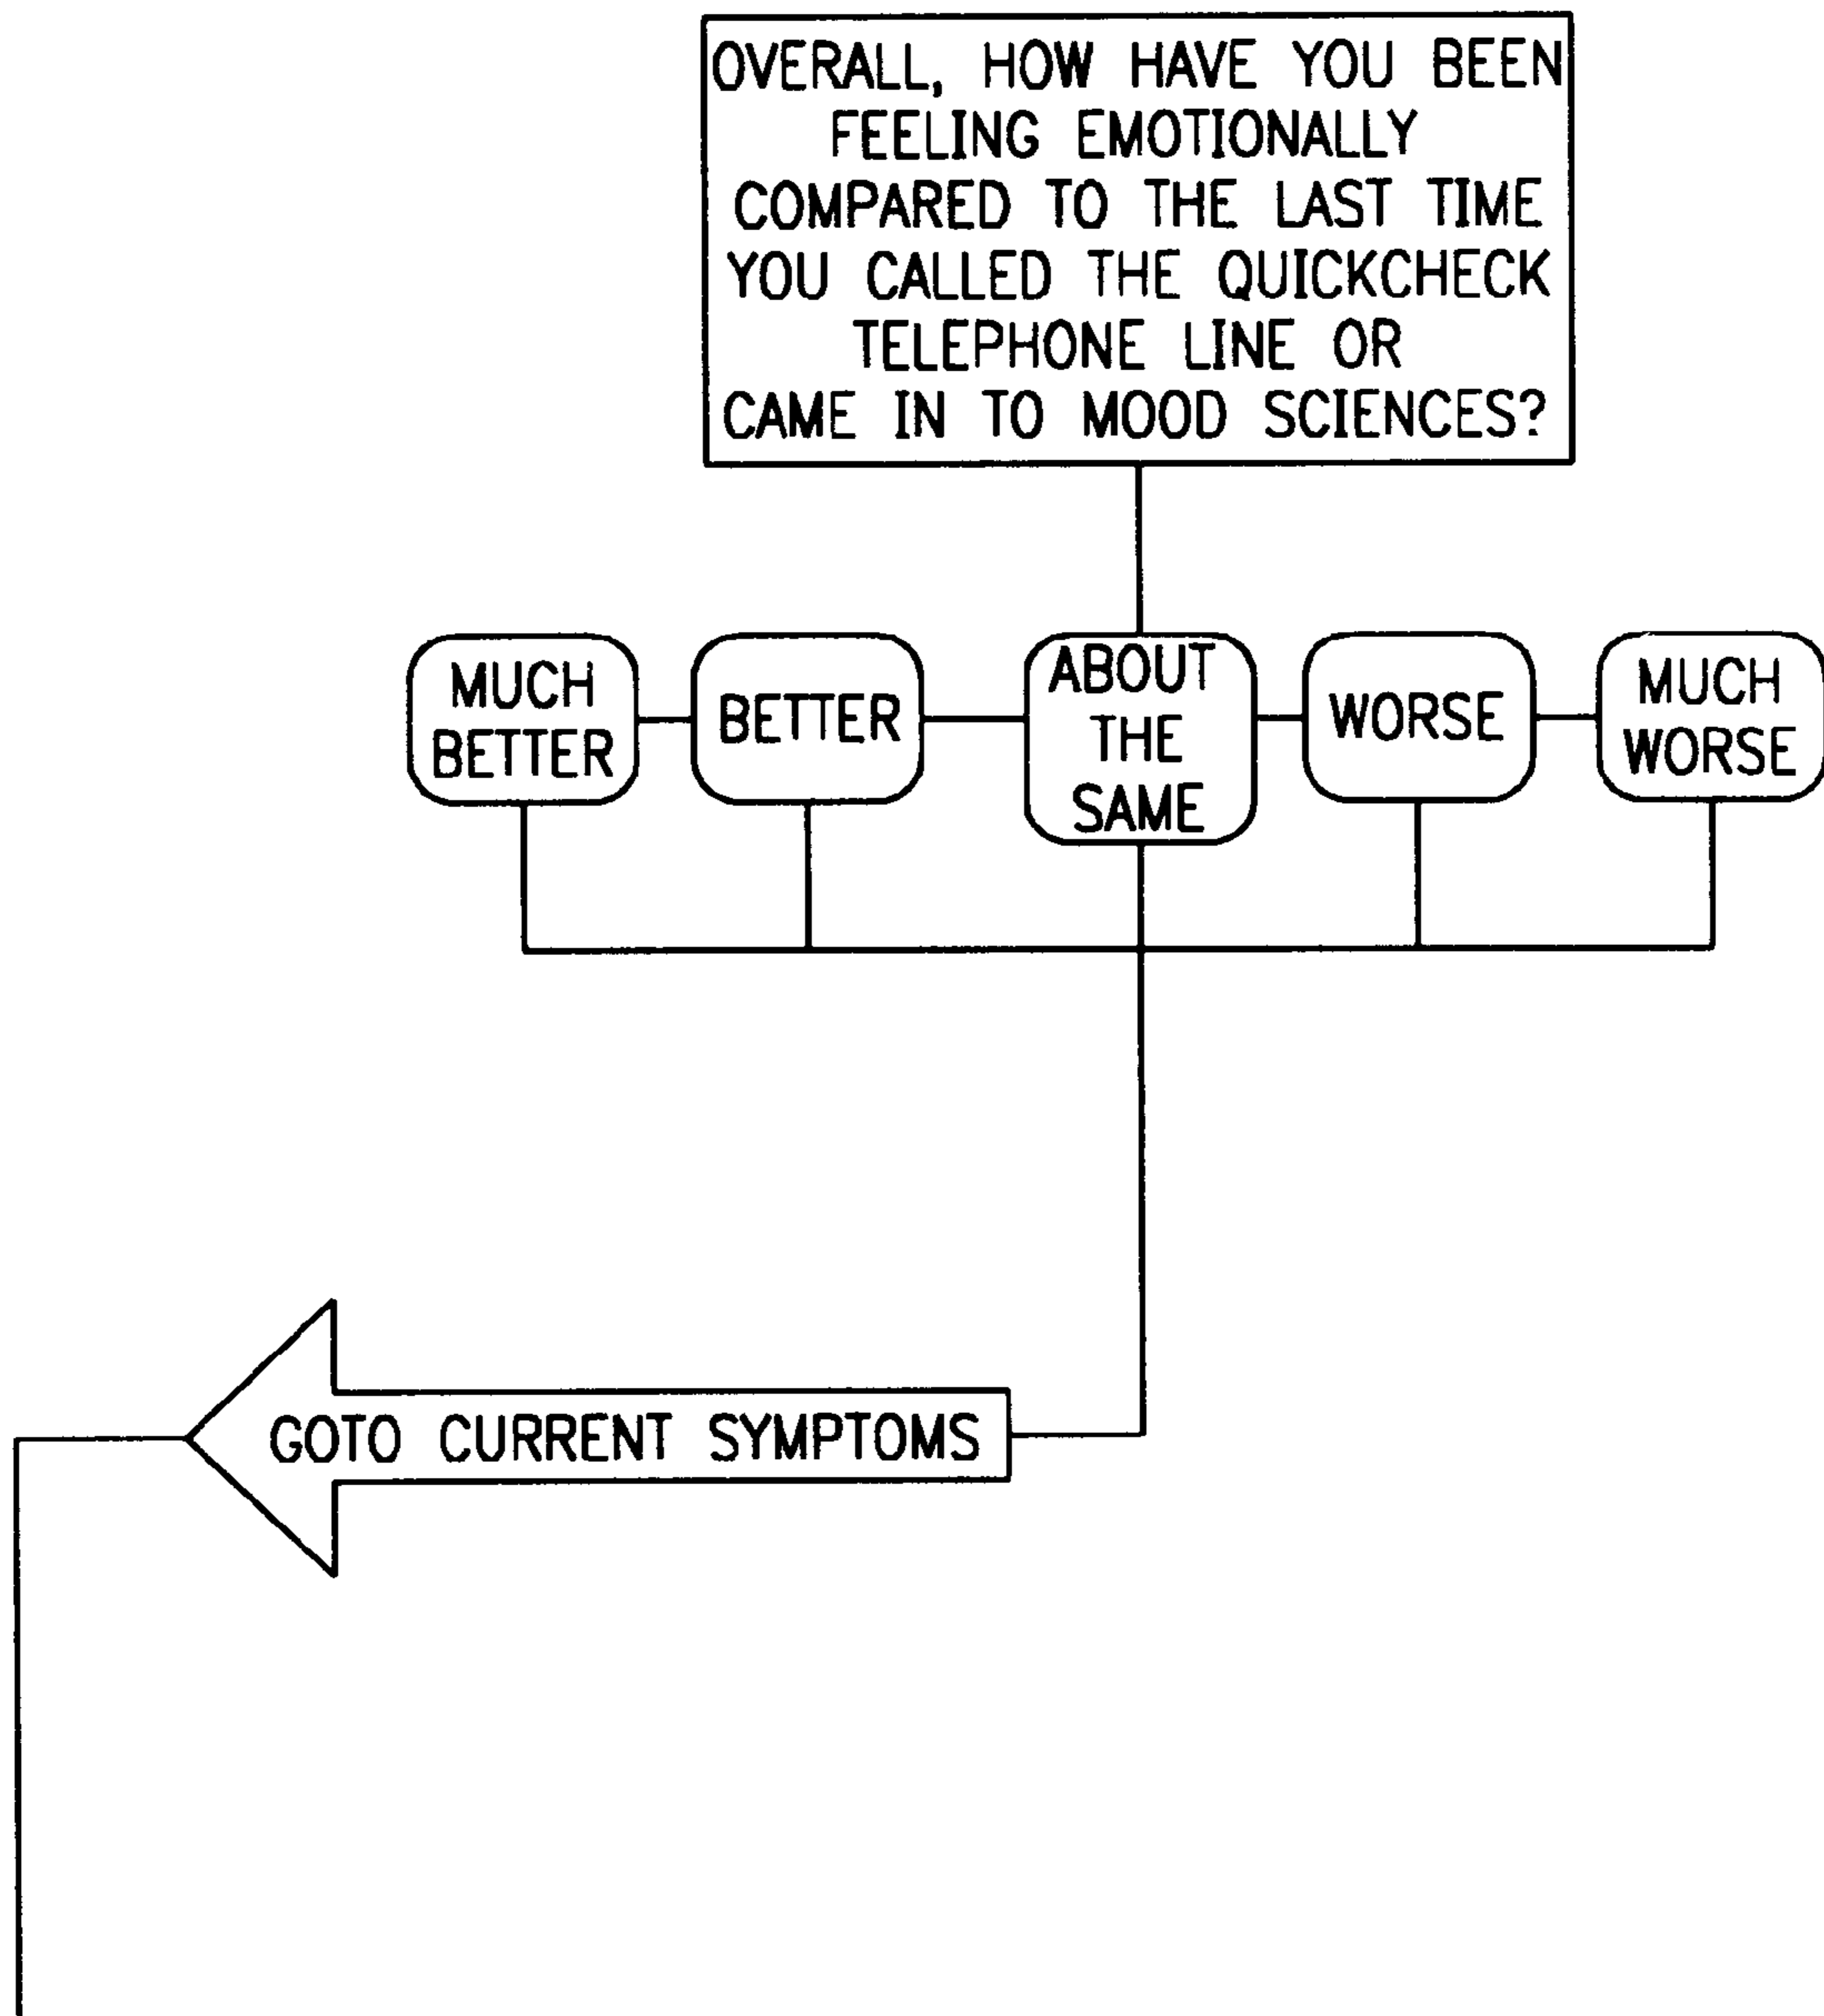 OVERALL, HOW HAVE YOU BEEN
FEELING EMOTIONALLY
COMPARED TO THE LAST TIME
YOU CALLED THE QUICKCHECK
TELEPHONE LINE OR
CAME IN TO MOOD SCIENCES?
MUCH
BETTER
BETTER
ABOUT
THE
SAME
WORSE
MUCH
WORSE
GOTO CURRENT SYMPTOMS